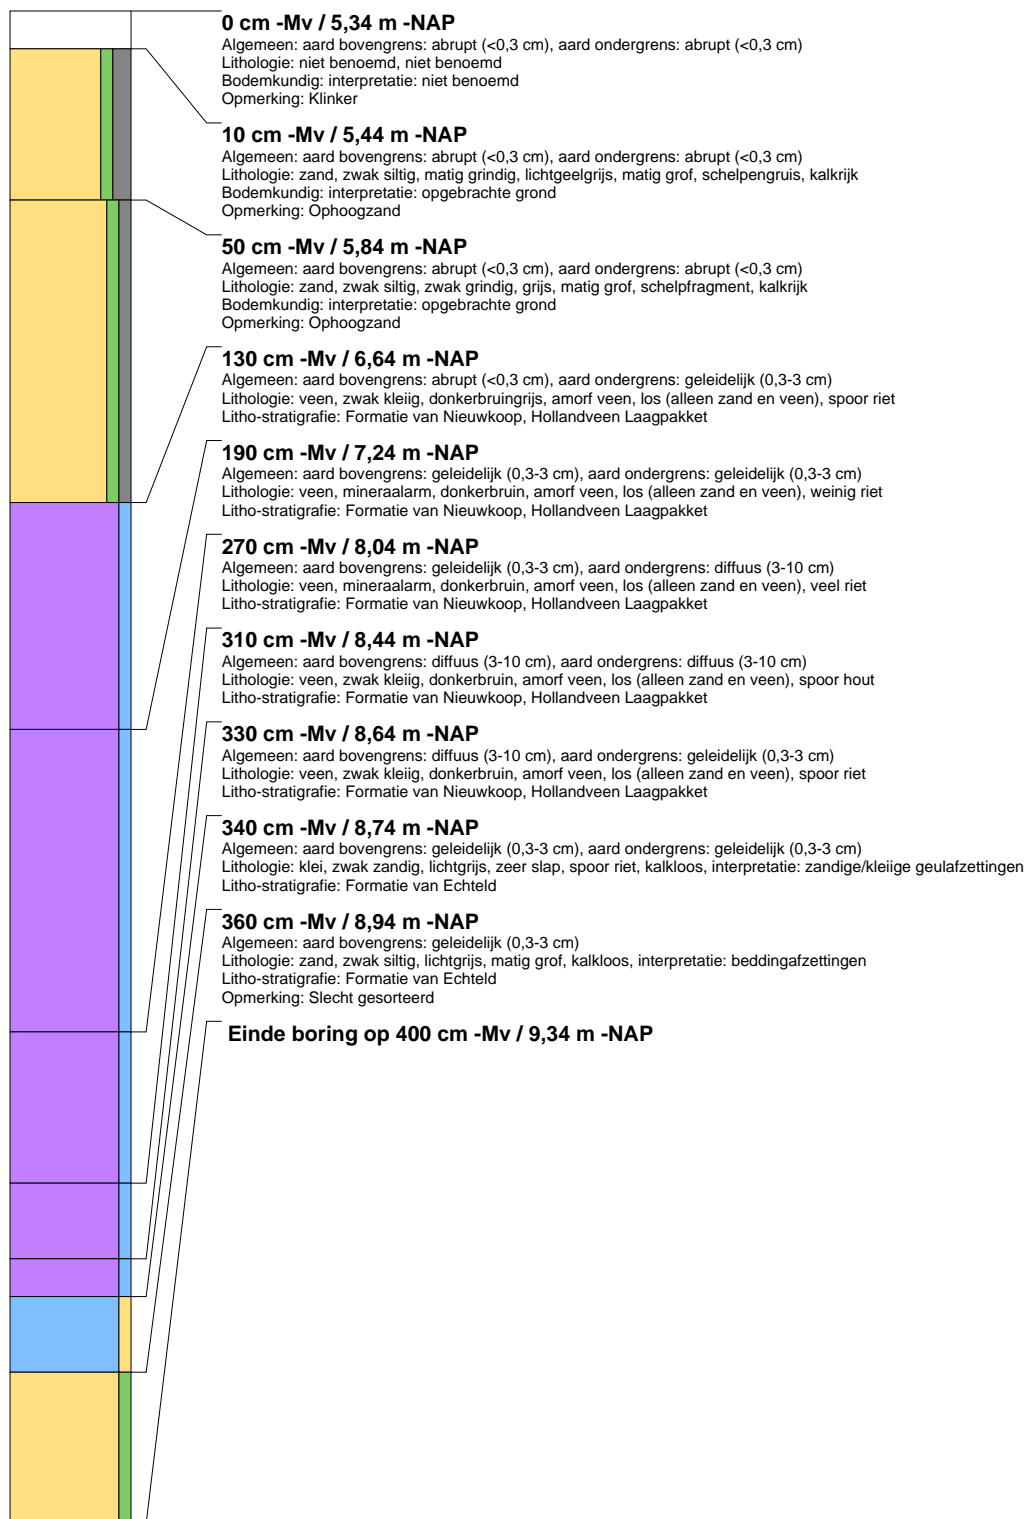 0 cm -Mv / 5,34 m -NAP
Algemeen: aard bovengrens: abrupt (<0,3 cm), aard ondergrens: abrupt (<0,3 cm)
Lithologie: niet benoemd, niet benoemd
Bodemkundig: interpretatie: niet benoemd
Opmerking: Klinker
10 cm -Mv / 5,44 m -NAP
Algemeen: aard bovengrens: abrupt (<0,3 cm), aard ondergrens: abrupt (<0,3 cm)
Lithologie: zand, zwak siltig, matig grindig, lichtgeelgrijs, matig grof, schelpengruis, kalkrijk
Bodemkundig: interpretatie: opgebrachte grond
Opmerking: Ophoogzand
50 cm -Mv / 5,84 m -NAP
Algemeen: aard bovengrens: abrupt (<0,3 cm), aard ondergrens: abrupt (<0,3 cm)
Lithologie: zand, zwak siltig, zwak grindig, grijs, matig grof, schelpfragment, kalkrijk
Bodemkundig: interpretatie: opgebrachte grond
Opmerking: Ophoogzand
130 cm -Mv / 6,64 m -NAP
Algemeen: aard bovengrens: abrupt (<0,3 cm), aard ondergrens: geleidelijk (0,3-3 cm)
Lithologie: veen, zwak kleiig, donkerbruingrijs, amorf veen, los (alleen zand en veen), spoor riet
Litho-stratigrafie: Formatie van Nieuwkoop, Hollandveen Laagpakket
190 cm -Mv / 7,24 m -NAP
Algemeen: aard bovengrens: geleidelijk (0,3-3 cm), aard ondergrens: geleidelijk (0,3-3 cm)
Lithologie: veen, mineraalarm, donkerbruin, amorf veen, los (alleen zand en veen), weinig riet
Litho-stratigrafie: Formatie van Nieuwkoop, Hollandveen Laagpakket
270 cm -Mv / 8,04 m -NAP
Algemeen: aard bovengrens: geleidelijk (0,3-3 cm), aard ondergrens: diffuus (3-10 cm)
Lithologie: veen, mineraalarm, donkerbruin, amorf veen, los (alleen zand en veen), veel riet
Litho-stratigrafie: Formatie van Nieuwkoop, Hollandveen Laagpakket
310 cm -Mv / 8,44 m -NAP
Algemeen: aard bovengrens: diffuus (3-10 cm), aard ondergrens: diffuus (3-10 cm)
Lithologie: veen, zwak kleiig, donkerbruin, amorf veen, los (alleen zand en veen), spoor hout
Litho-stratigrafie: Formatie van Nieuwkoop, Hollandveen Laagpakket
330 cm -Mv / 8,64 m -NAP
Algemeen: aard bovengrens: diffuus (3-10 cm), aard ondergrens: geleidelijk (0,3-3 cm)
Lithologie: veen, zwak kleiig, donkerbruin, amorf veen, los (alleen zand en veen), spoor riet
Litho-stratigrafie: Formatie van Nieuwkoop, Hollandveen Laagpakket
340 cm -Mv / 8,74 m -NAP
Algemeen: aard bovengrens: geleidelijk (0,3-3 cm), aard ondergrens: geleidelijk (0,3-3 cm)
Lithologie: klei, zwak zandig, lichtgrijs, zeer slap, spoor riet, kalkloos, interpretatie: zandige/kleiige geulafzettingen
Litho-stratigrafie: Formatie van Echteld
360 cm -Mv / 8,94 m -NAP
Algemeen: aard bovengrens: geleidelijk (0,3-3 cm)
Lithologie: zand, zwak siltig, lichtgrijs, matig grof, kalkloos, interpretatie: beddingafzettingen
Litho-stratigrafie: Formatie van Echteld
Opmerking: Slecht gesorteerd
Einde boring op 400 cm -Mv / 9,34 m -NAP